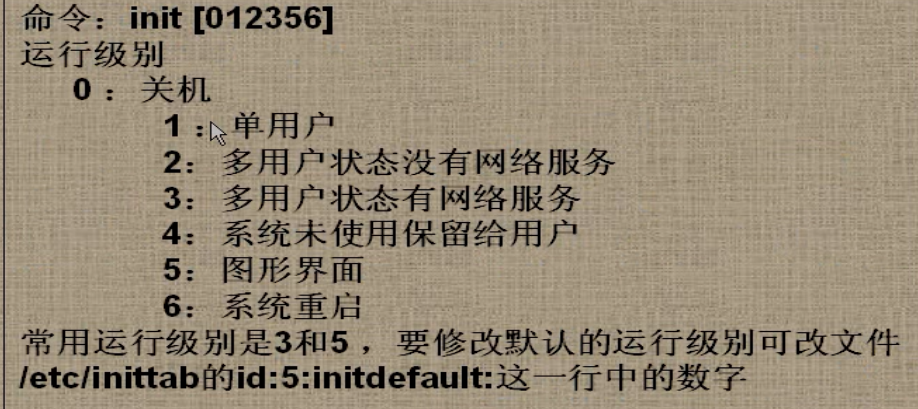 命令：init [012356]
运行级别
0：关机
1：单用户
2：多用户状态没有网络服务
3：多用户状态有网络服务
4：系统未使用保留给用户
5：图形界面
6：系统重启
常用运行级别是3和5，要修改默认的运行级别可改文件
/etc/inittab的id:5:initdefault:这一行中的数字